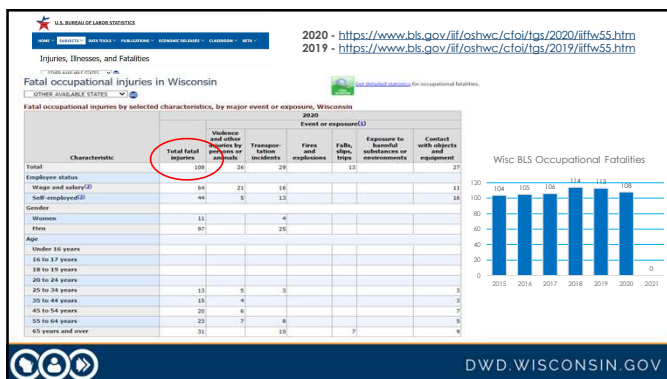 U.S. BUREAU OF LABOR STATISTICS
HOME SUBJECTS DATA TOOLS PUBLICATIONS ECONOMIC RELEASES CLASSROOM BETA
Injuries, Illnesses, and Fatalities
2020 - https://www.bls.gov/iif/oshwc/cfoi/tgs/2020/iiffw55.htm
2019 - https://www.bls.gov/iif/oshwc/cfoi/tgs/2019/iiffw55.htm
Fatal occupational injuries in Wisconsin
OTHER AVAILABLE STATES
Get detailed statistics for occupational fatalities.
Fatal occupational injuries by selected characteristics, by major event or exposure, Wisconsin
2020
Event or exposure(1)
Characteristic Total fatal injuries Violence and other injuries by persons or animals Transpor-tation incidents Fires and explosions Falls, slips, trips Exposure to harmful substances or environments Contact with objects and equipment
Total 108 26 29 13 27
Employee status
Wage and salary(2) 64 21 16 11
Self-employed(3) 44 5 13 16
Gender
Women 11 4
Men 97 25
Age
Under 16 years
16 to 17 years
18 to 19 years
20 to 24 years
25 to 34 years 13 5 3 3
35 to 44 years 15 4 3
45 to 54 years 20 6 7
55 to 64 years 23 7 8 5
65 years and over 31 10 7 9
Wisc BLS Occupational Fatalities
120
100
80
60
40
20
0
104 105 106 114 113 108 0
2015 2016 2017 2018 2019 2020 2021
DWD.WISCONSIN.GOV